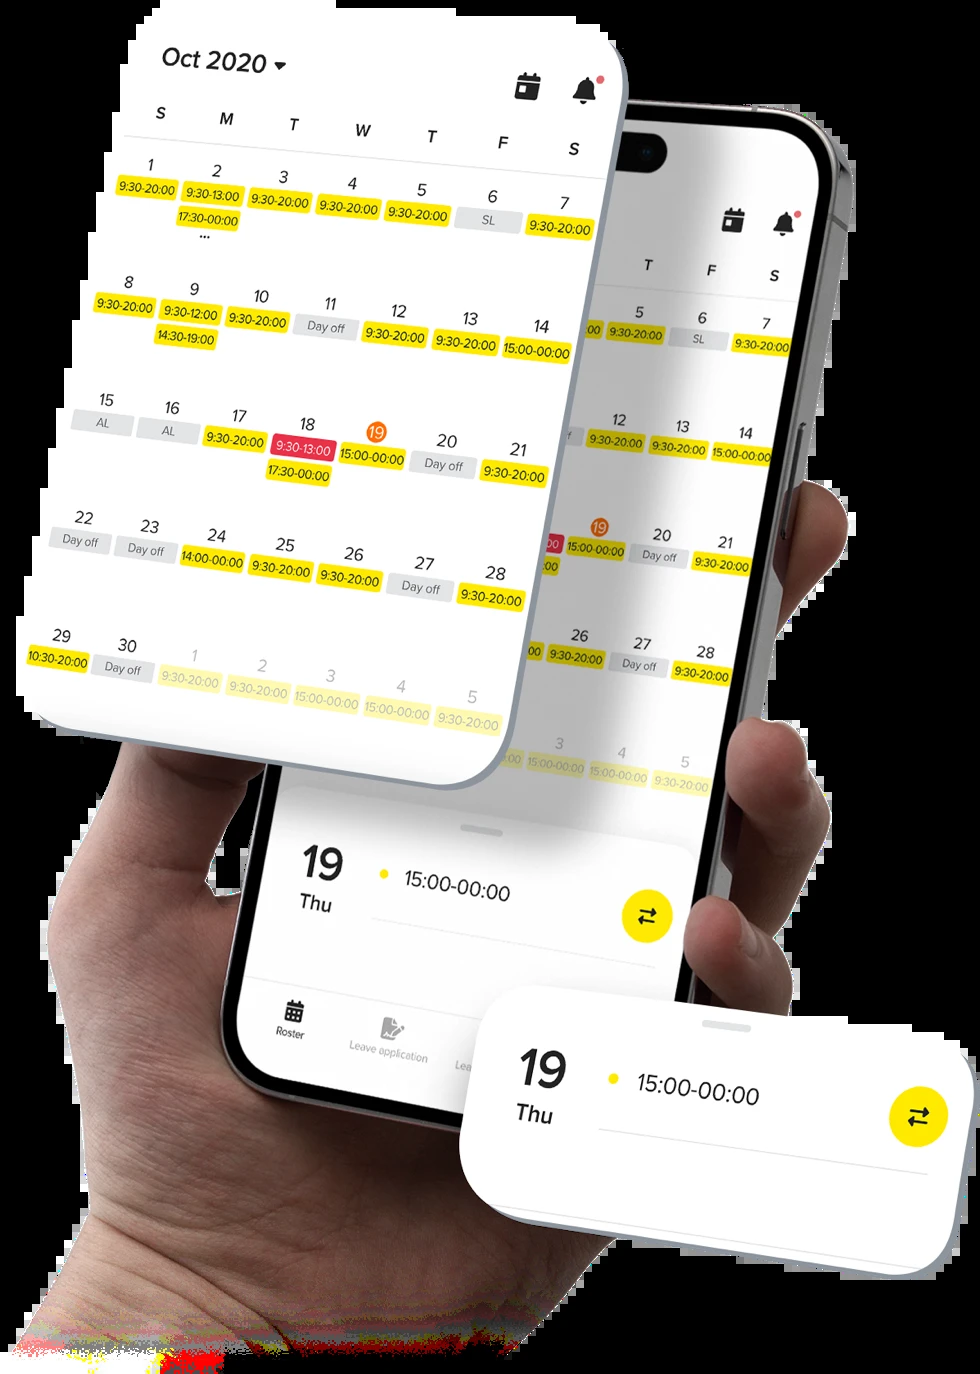 Oct 2020
S M T W T F S
1 2 3 4 5 6 7
9:30-20:00 9:30-13:00 9:30-20:00 9:30-20:00 9:30-20:00 SL 9:30-20:00
17:30-00:00
...
8 9 10 11 12 13 14
9:30-20:00 9:30-12:00 9:30-20:00 Day off 9:30-20:00 9:30-20:00 15:00-00:00
14:30-19:00
15 16 17 18 19 20 21
AL AL 9:30-20:00 9:30-13:00 15:00-00:00 Day off 9:30-20:00
17:30-00:00
22 23 24 25 26 27 28
Day off Day off 14:00-00:00 9:30-20:00 9:30-20:00 Day off 9:30-20:00
29 30 1 2 3 4 5
10:30-20:00 Day off 9:30-20:00 9:30-20:00 15:00-00:00 15:00-00:00 9:30-20:00
T F S
5 6 7
00 9:30-20:00 SL 9:30-20:00
12 13 14
9:30-20:00 9:30-20:00 15:00-00:00
19 20 21
00 15:00-00:00 Day off 9:30-20:00
:00
26 27 28
00 9:30-20:00 Day off 9:30-20:00
3 4 5
:00 15:00-00:00 15:00-00:00 9:30-20:00
19 15:00-00:00
Thu
Roster Leave application Lea
19 15:00-00:00
Thu